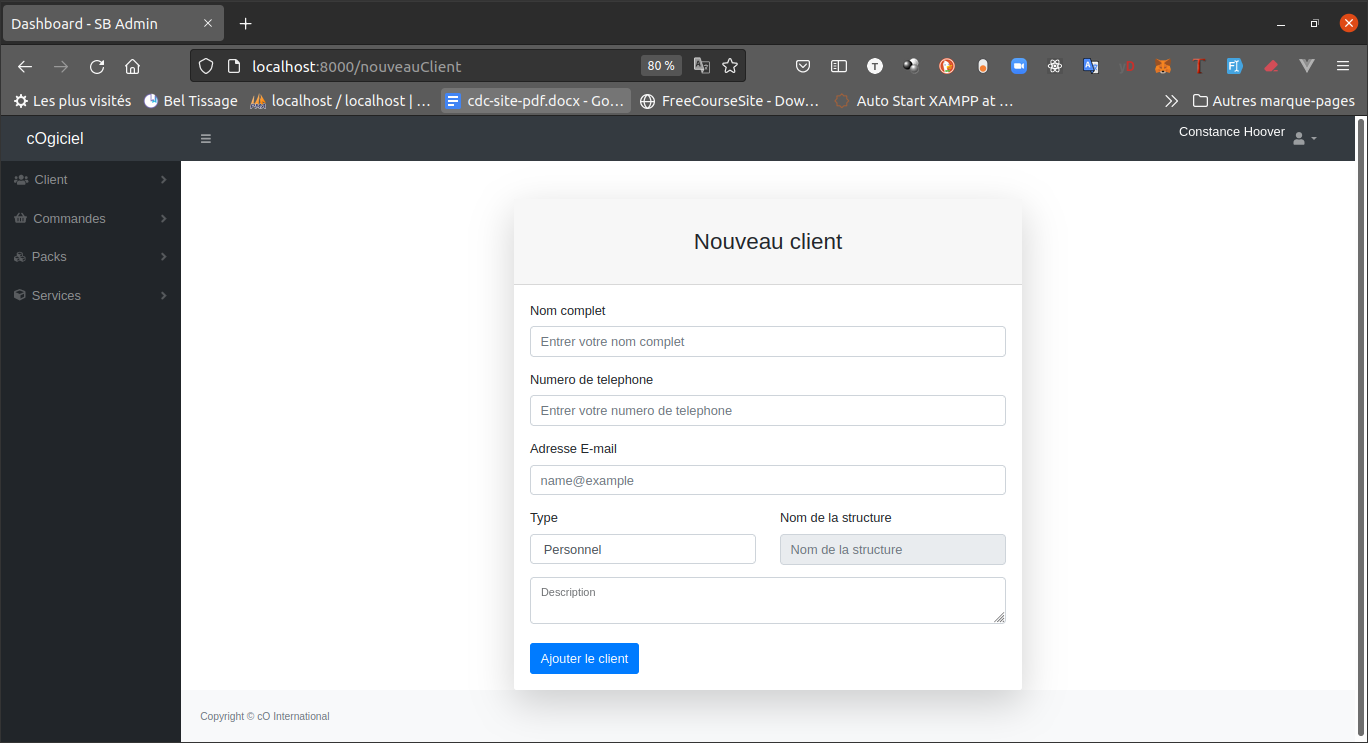 Dashboard - SB Admin
localhost:8000/nouveauClient
80 %
Les plus visités
Bel Tissage
localhost / localhost | …
cdc-site-pdf.docx - Go…
FreeCourseSite - Dow…
Auto Start XAMPP at …
Autres marque-pages
cOgiciel
Constance Hoover
Client
Commandes
Packs
Services
Nouveau client
Nom complet
Entrer votre nom complet
Numero de telephone
Entrer votre numero de telephone
Adresse E-mail
name@example
Type
Nom de la structure
Personnel
Nom de la structure
Description
Ajouter le client
Copyright © cO International